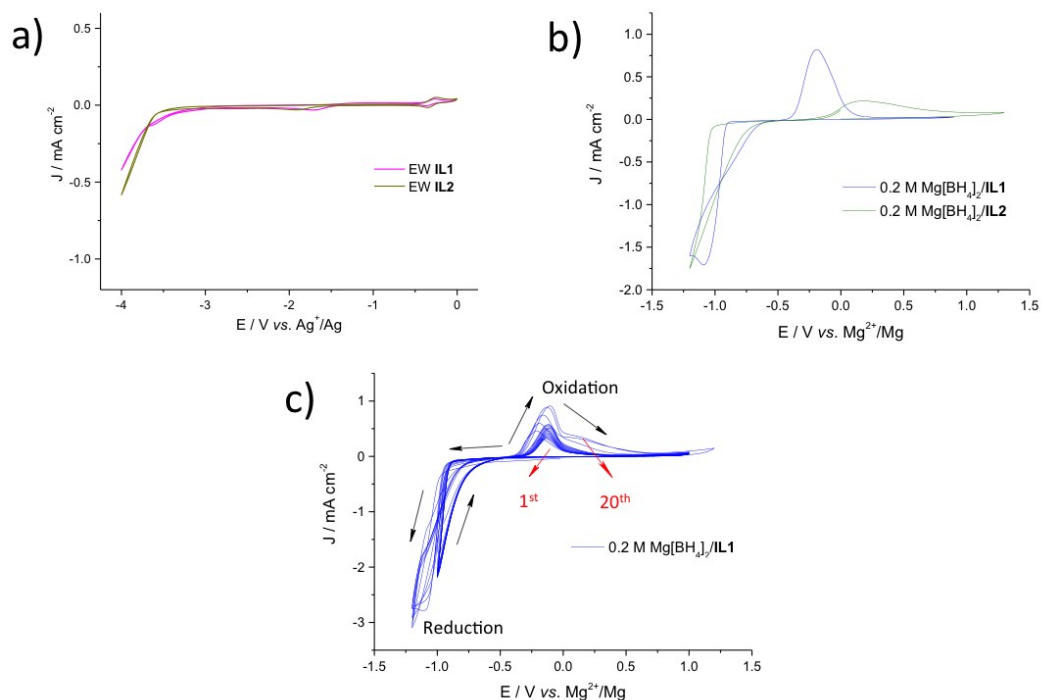 a)
0.5
0.0
-0.5
-1.0
J / mA cm⁻²
EW IL1
EW IL2
-4
-3
-2
-1
0
E / V vs. Ag⁺/Ag
b)
1.0
0.5
0.0
-0.5
-1.0
-1.5
-2.0
J / mA cm⁻²
0.2 M Mg[BH₄]₂/IL1
0.2 M Mg[BH₄]₂/IL2
-1.5
-1.0
-0.5
0.0
0.5
1.0
1.5
E / V vs. Mg²⁺/Mg
c)
Oxidation
1
0
-1
-2
-3
J / mA cm⁻²
1ˢᵗ
20ᵗʰ
0.2 M Mg[BH₄]₂/IL1
Reduction
-1.5
-1.0
-0.5
0.0
0.5
1.0
1.5
E / V vs. Mg²⁺/Mg